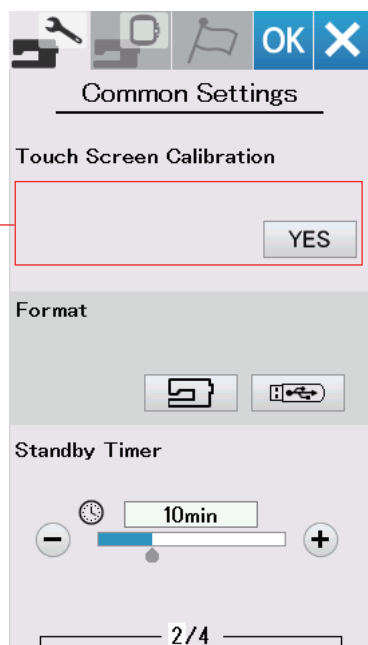 OK
Common Settings
Touch Screen Calibration
YES
Format
Standby Timer
10min
2/4